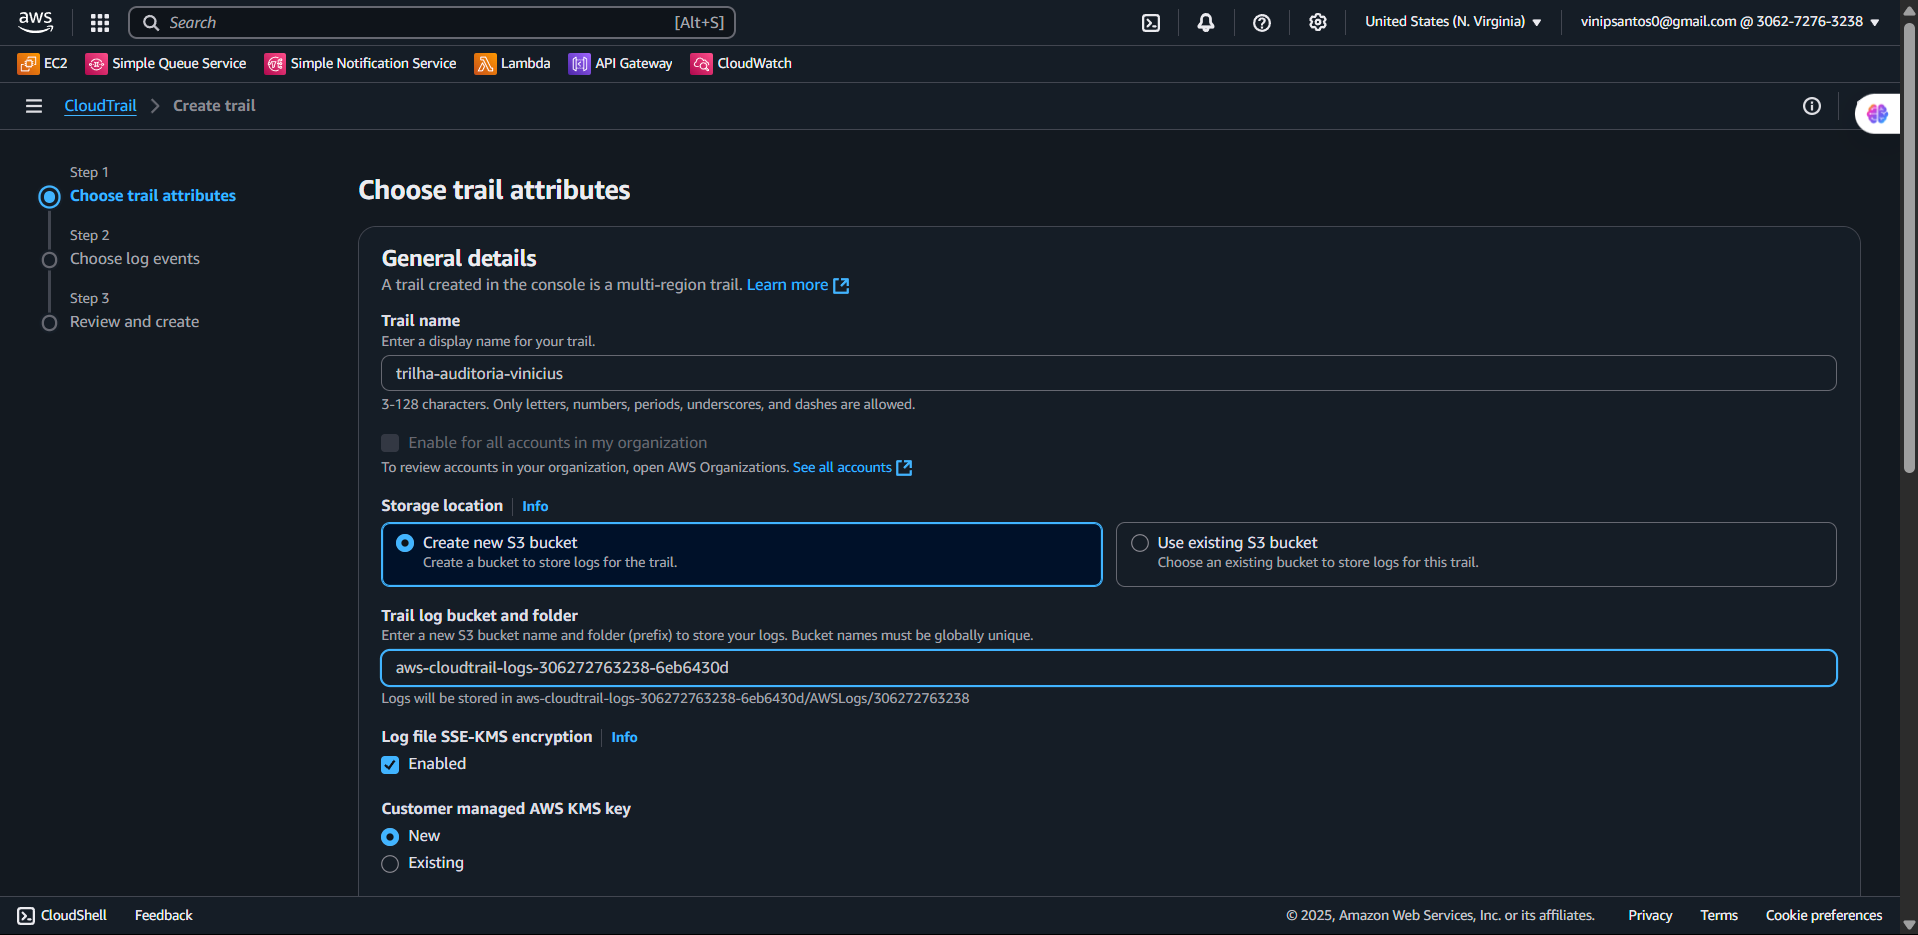 aws
Search [Alt+S]
United States (N. Virginia)
vinipsantos0@gmail.com @ 3062-7276-3238
EC2
Simple Queue Service
Simple Notification Service
Lambda
API Gateway
CloudWatch
CloudTrail
Create trail
Step 1
Choose trail attributes
Step 2
Choose log events
Step 3
Review and create
Choose trail attributes
General details
A trail created in the console is a multi-region trail. Learn more
Trail name
Enter a display name for your trail.
trilha-auditoria-vinicius
3-128 characters. Only letters, numbers, periods, underscores, and dashes are allowed.
Enable for all accounts in my organization
To review accounts in your organization, open AWS Organizations. See all accounts
Storage location Info
Create new S3 bucket
Create a bucket to store logs for the trail.
Use existing S3 bucket
Choose an existing bucket to store logs for this trail.
Trail log bucket and folder
Enter a new S3 bucket name and folder (prefix) to store your logs. Bucket names must be globally unique.
aws-cloudtrail-logs-306272763238-6eb6430d
Logs will be stored in aws-cloudtrail-logs-306272763238-6eb6430d/AWSLogs/306272763238
Log file SSE-KMS encryption Info
Enabled
Customer managed AWS KMS key
New
Existing
CloudShell
Feedback
© 2025, Amazon Web Services, Inc. or its affiliates.
Privacy
Terms
Cookie preferences